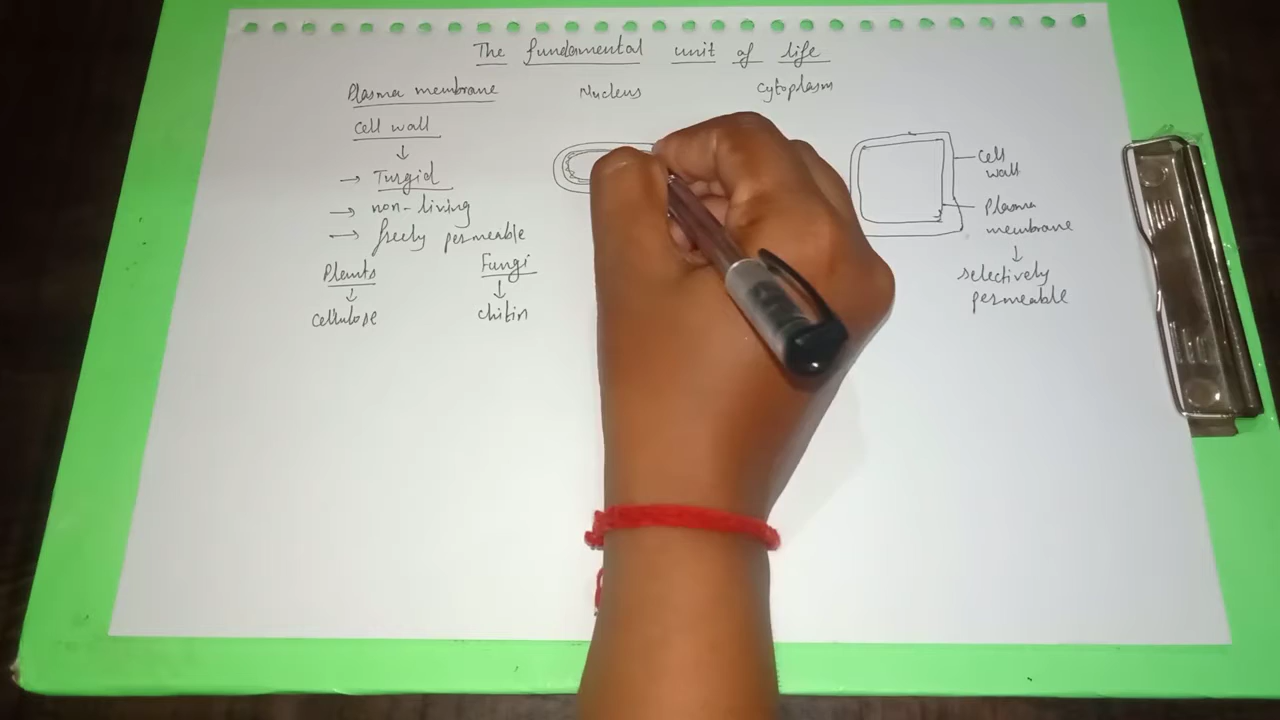 The fundamental unit of life
Plasma membrane
Nucleus
Cytoplasm
Cell wall
↓
→ Turgid
→ non-living
→ freely permeable
Plants
↓
Cellulose
Fungi
↓
chitin
Cell
wall
Plasma
membrane
↓
selectively
permeable